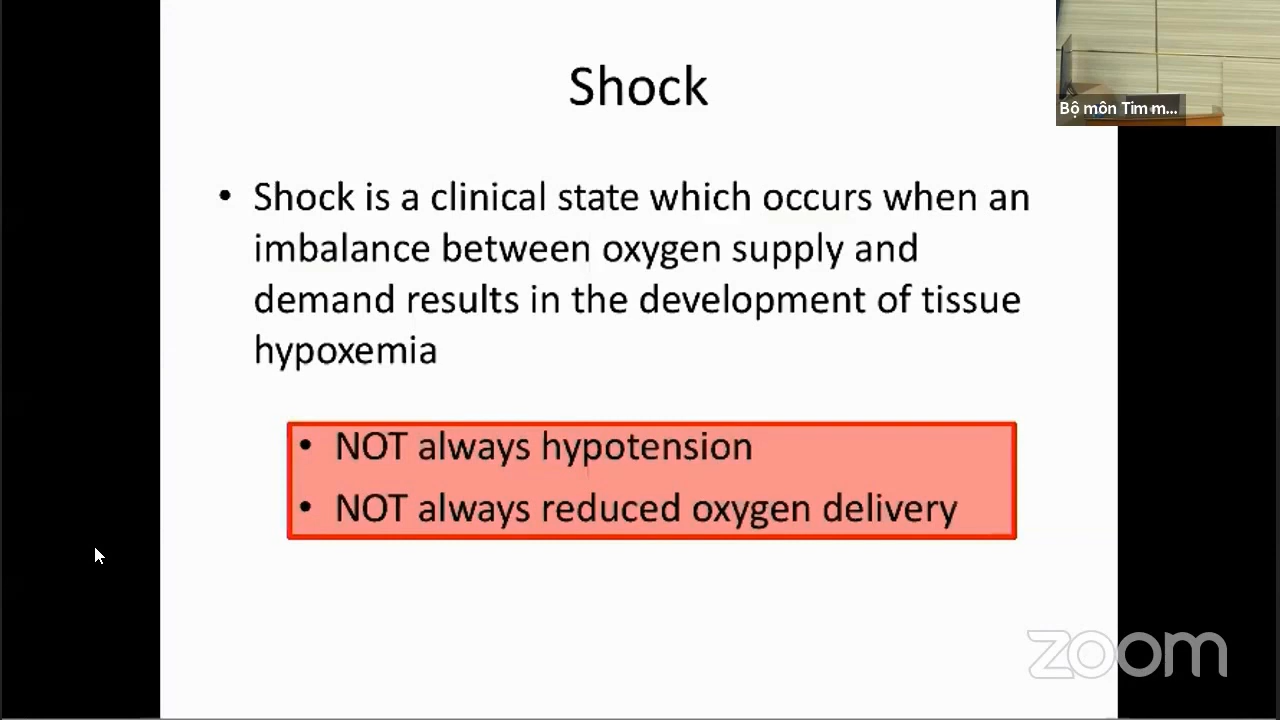 Shock
Bộ môn Tim m...
• Shock is a clinical state which occurs when an
imbalance between oxygen supply and
demand results in the development of tissue
hypoxemia
• NOT always hypotension
• NOT always reduced oxygen delivery
zoom